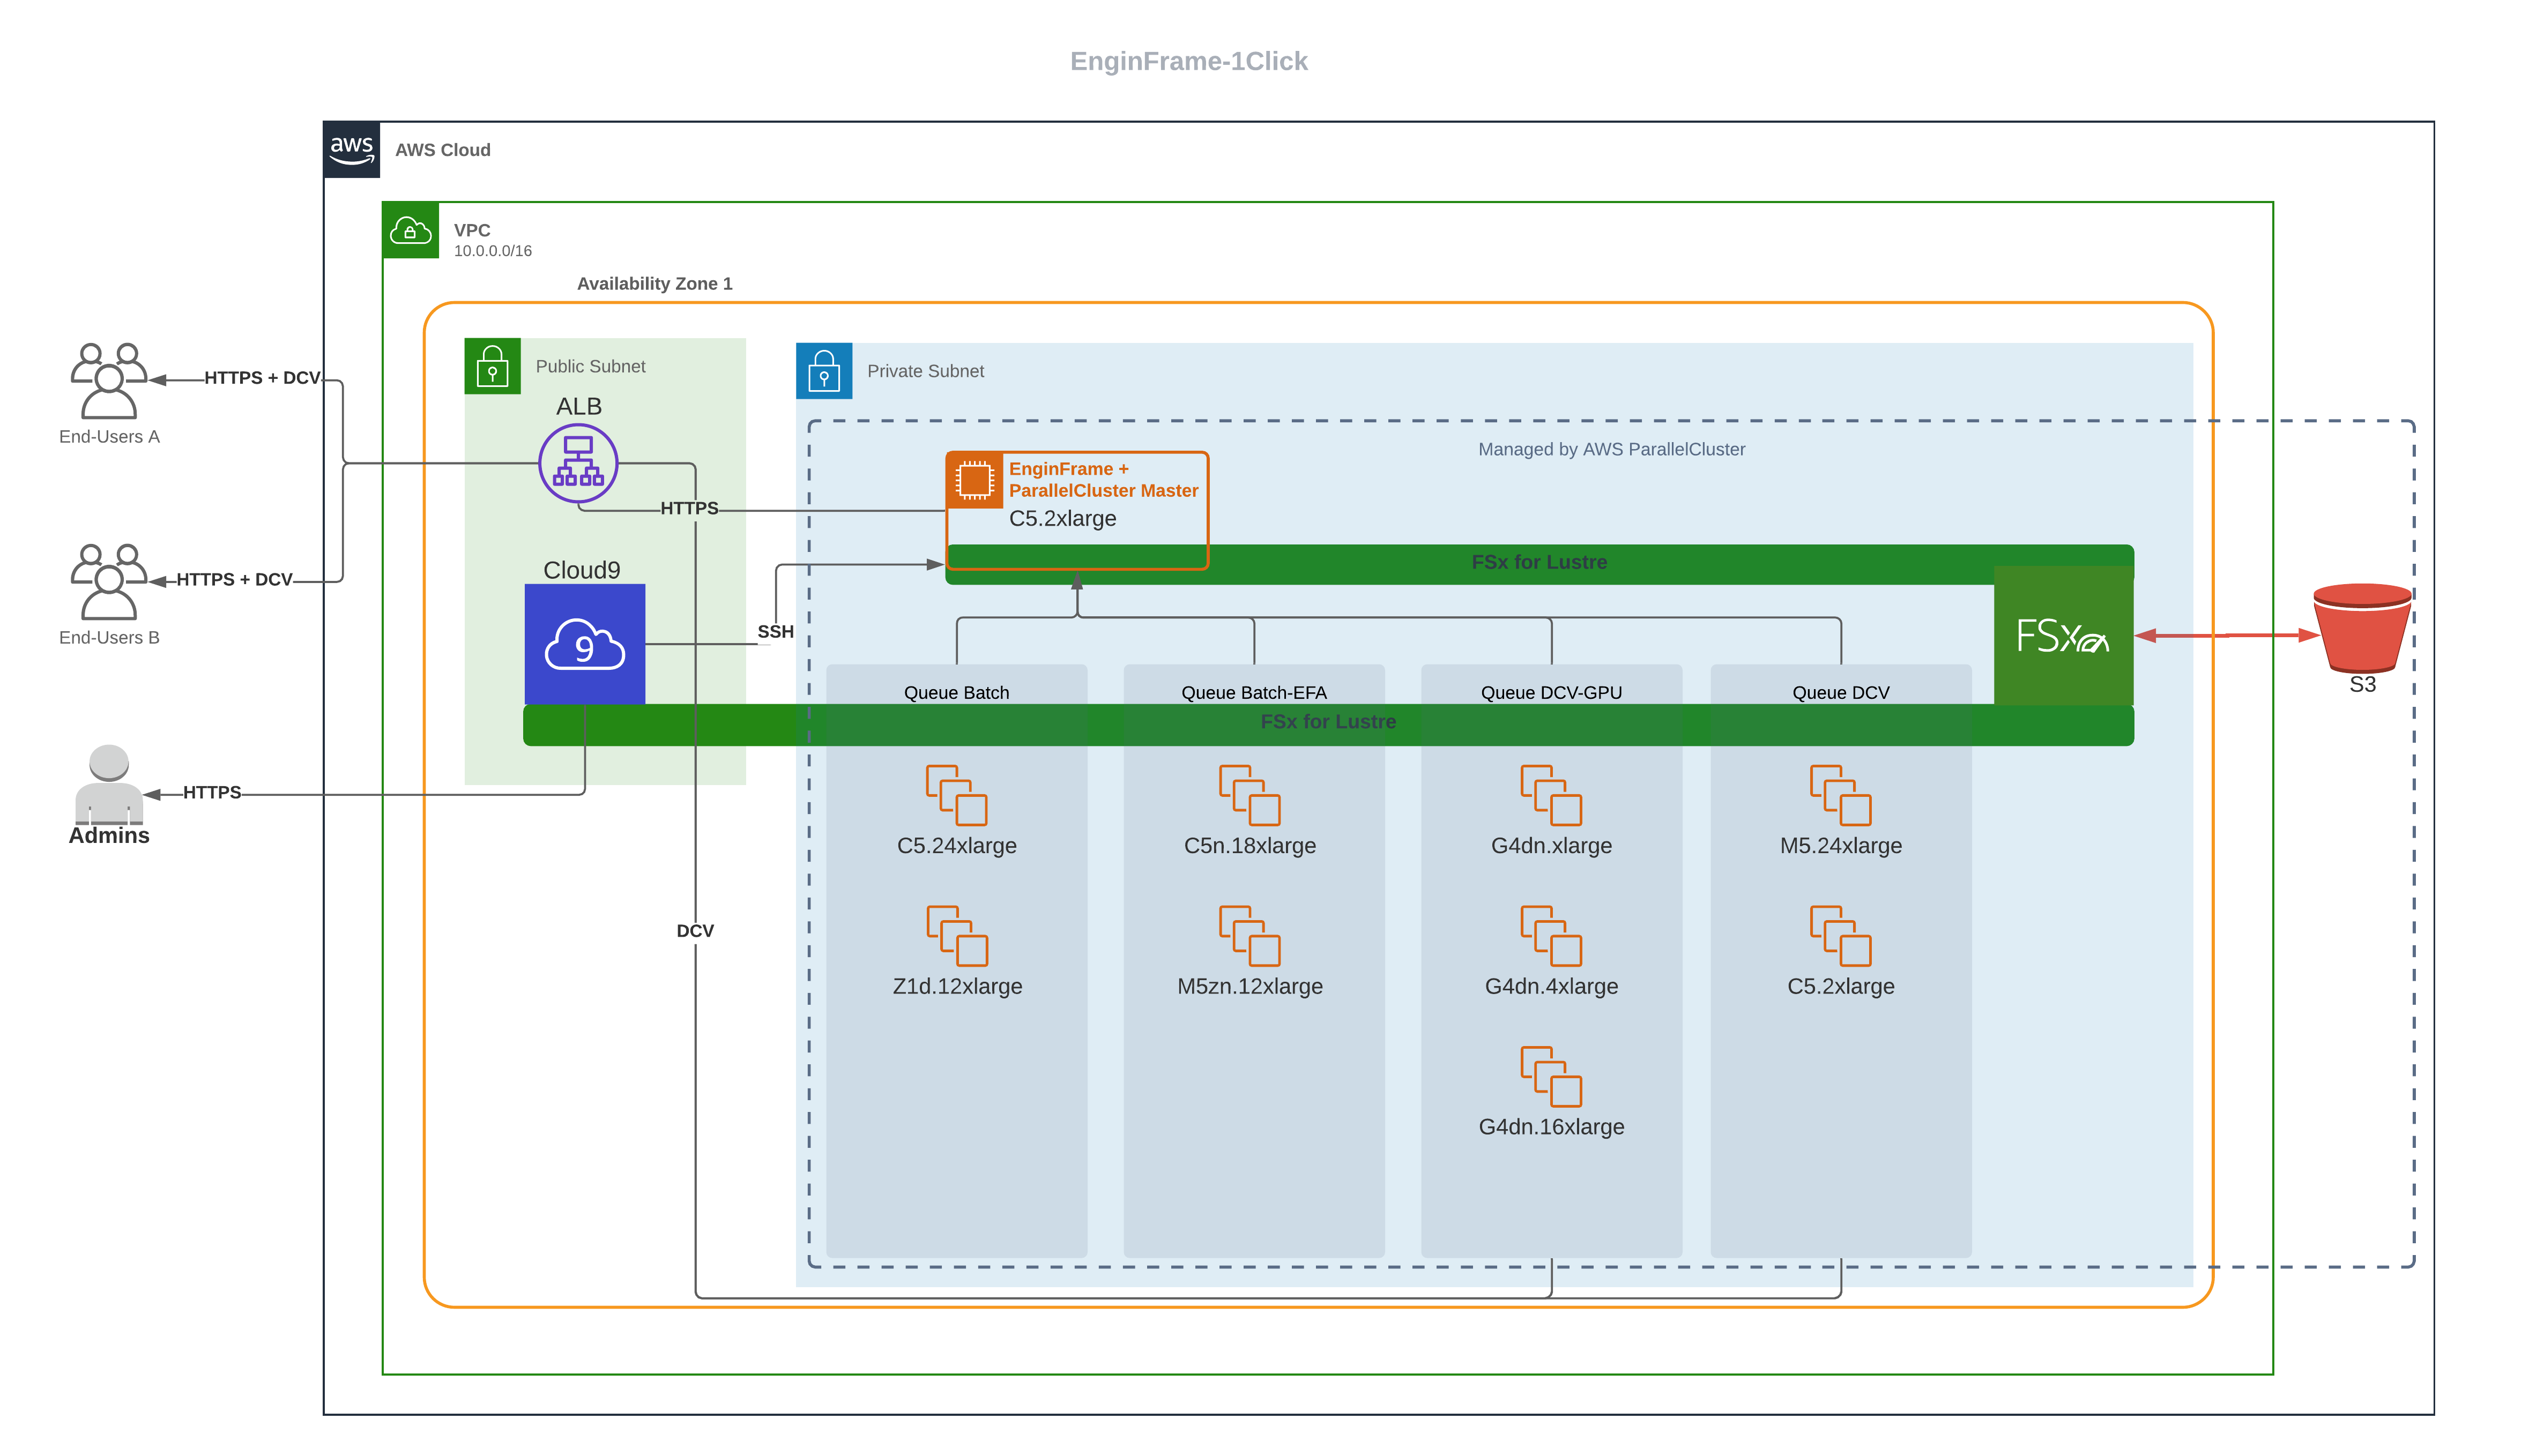 EnginFrame-1Click
aws
AWS Cloud
VPC
10.0.0.0/16
Availability Zone 1
Public Subnet
Private Subnet
HTTPS + DCV
End-Users A
ALB
Managed by AWS ParallelCluster
EnginFrame +
ParallelCluster Master
C5.2xlarge
HTTPS
FSx for Lustre
Cloud9
9
HTTPS + DCV
End-Users B
SSH
FSx
S3
Queue Batch
Queue Batch-EFA
Queue DCV-GPU
Queue DCV
FSx for Lustre
HTTPS
Admins
C5.24xlarge
C5n.18xlarge
G4dn.xlarge
M5.24xlarge
DCV
Z1d.12xlarge
M5zn.12xlarge
G4dn.4xlarge
C5.2xlarge
G4dn.16xlarge